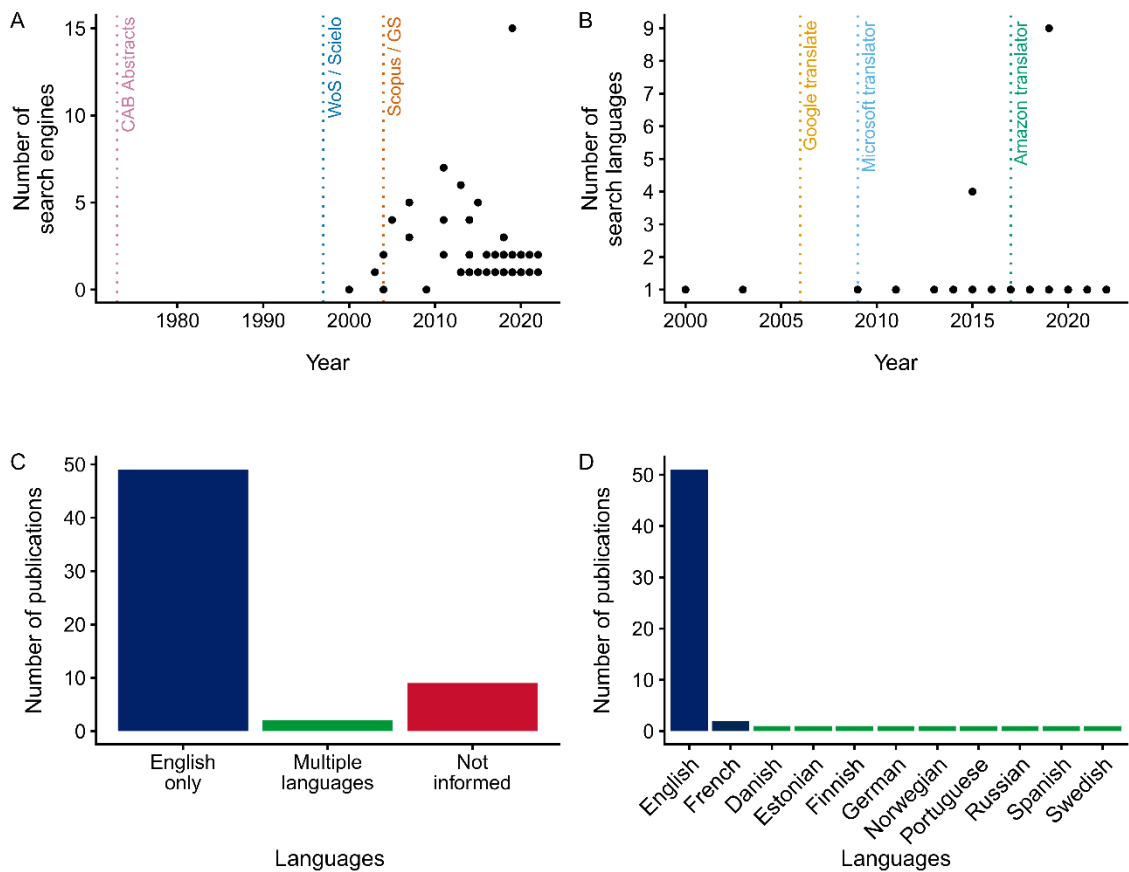 A
Number of
search engines
15
10
5
0
CAB Abstracts
WoS / Scielo
Scopus / GS
1980
1990
2000
2010
2020
Year
B
Number of
search languages
9
8
7
6
5
4
3
2
1
Google translate
Microsoft translator
Amazon translator
2000
2005
2010
2015
2020
Year
C
Number of publications
50
40
30
20
10
0
English
only
Multiple
languages
Not
informed
Languages
D
Number of publications
50
40
30
20
10
0
English
French
Danish
Estonian
Finnish
German
Norwegian
Portuguese
Russian
Spanish
Swedish
Languages